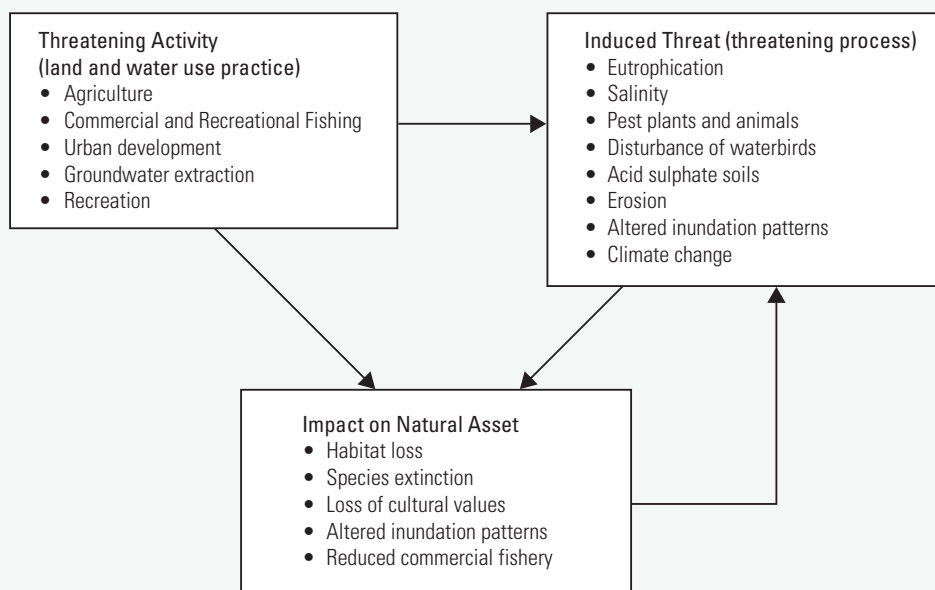 Threatening Activity
(land and water use practice)
• Agriculture
• Commercial and Recreational Fishing
• Urban development
• Groundwater extraction
• Recreation
Induced Threat (threatening process)
• Eutrophication
• Salinity
• Pest plants and animals
• Disturbance of waterbirds
• Acid sulphate soils
• Erosion
• Altered inundation patterns
• Climate change
Impact on Natural Asset
• Habitat loss
• Species extinction
• Loss of cultural values
• Altered inundation patterns
• Reduced commercial fishery